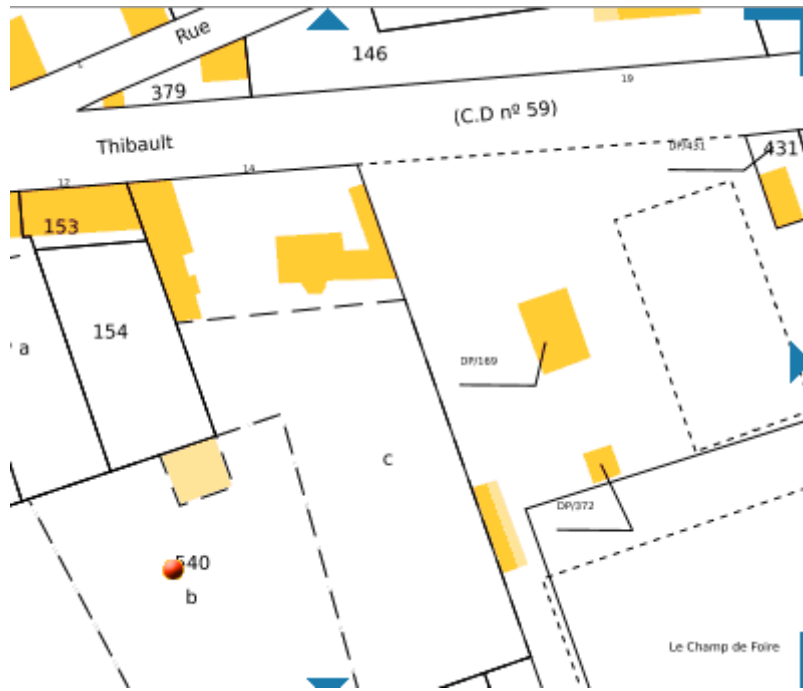 Rue
146
379
19
(C.D nº 59)
Thibault
DP/431
431
14
12
153
154
a
DP/169
c
DP/372
540
b
Le Champ de Foire